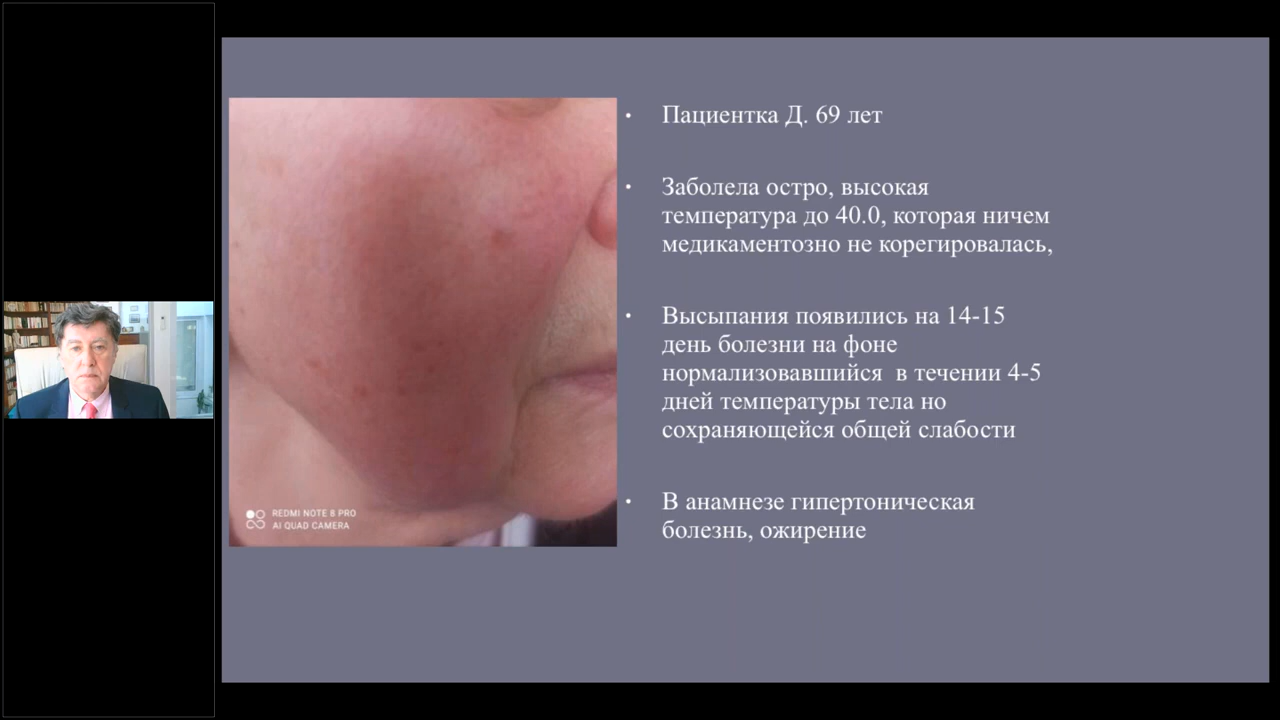 Пациентка Д. 69 лет
Заболела остро, высокая
температура до 40.0, которая ничем
медикаментозно не корегировалась,
Высыпания появились на 14-15
день болезни на фоне
нормализовавшийся в течении 4-5
дней температуры тела но
сохраняющейся общей слабости
В анамнезе гипертоническая
болезнь, ожирение
REDMI NOTE 8 PRO
AI QUAD CAMERA